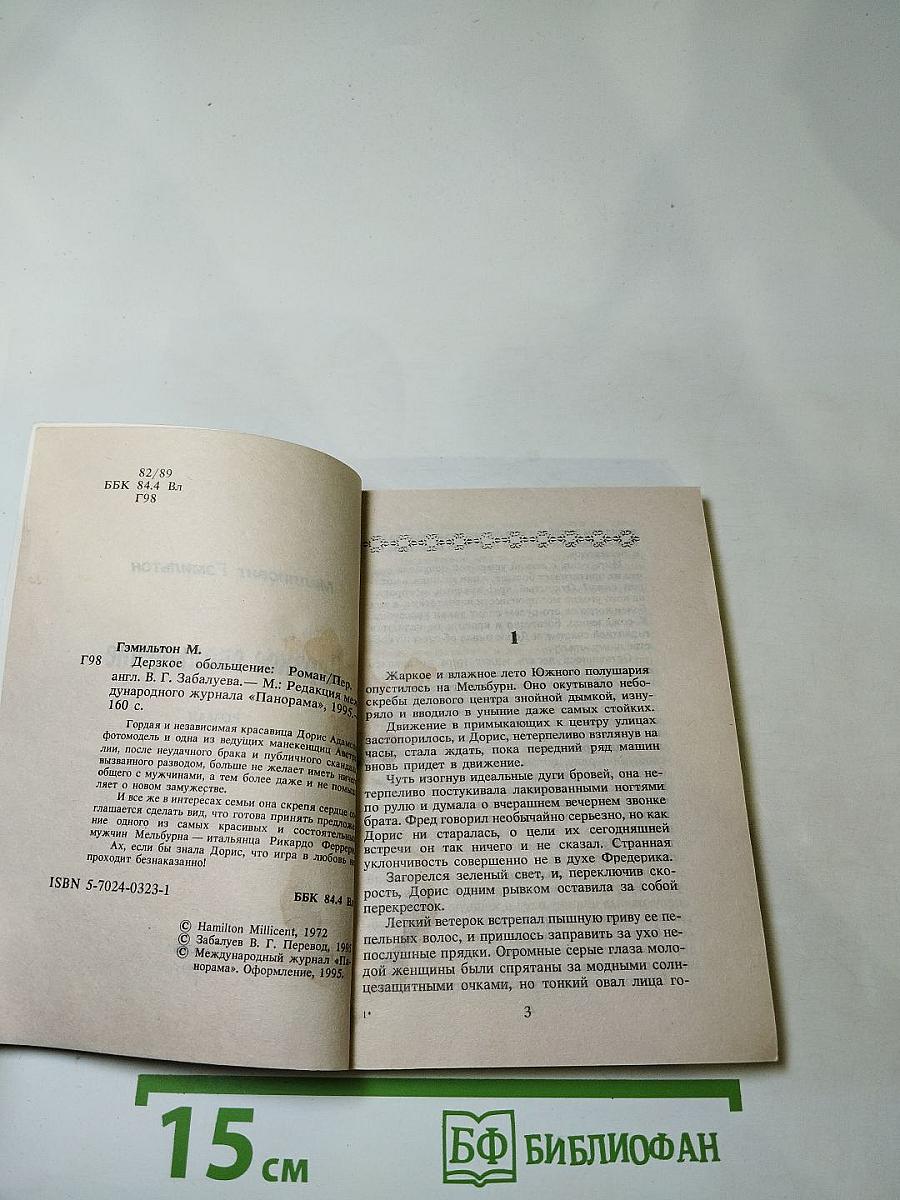 82/89
ББК 84.4 Вл
Г98
Гэмильтон М.
Г98 Дерзкое обольщение: Роман/Пер.
англ. В. Г. Забалуева.— М.: Редакция меж
дународного журнала «Панорама», 1995.—
160 с.
Гордая и независимая красавица Дорис Адамс,
фотомодель и одна из ведущих манекенщиц Австра
лии, после неудачного брака и публичного скандала,
вызванного разводом, больше не желает иметь ничег
общего с мужчинами, а тем более даже и не помыш
ляет о новом замужестве.
И все же в интересах семьи она скрепя сердце со
глашается сделать вид, что готова принять предложе
ние одного из самых красивых и состоятельных
мужчин Мельбурна — итальянца Рикардо Феррери
Ах, если бы знала Дорис, что игра в любовь не
проходит безнаказанно!
ISBN 5-7024-0323-1
ББК 84.4 Вл
© Hamilton Millicent, 1972
© Забалуев В. Г. Перевод, 1995
© Международный журнал «Па-
норама». Оформление, 1995.
1
Жаркое и влажное лето Южного полушария
опустилось на Мельбурн. Оно окутывало небо-
скребы делового центра знойной дымкой, изну-
ряло и вводило в уныние даже самых стойких.
Движение в примыкающих к центру улицах
застопорилось, и Дорис, нетерпеливо взглянув на
часы, стала ждать, пока передний ряд машин
вновь придет в движение.
Чуть изогнув идеальные дуги бровей, она не-
терпеливо постукивала лакированными ногтями
по рулю и думала о вчерашнем вечернем звонке
брата. Фред говорил необычайно серьезно, но как
Дорис ни старалась, о цели их сегодняшней
встречи он так ничего и не сказал. Странная
уклончивость совершенно не в духе Фредерика.
Загорелся зеленый свет, и, переключив ско-
рость, Дорис одним рывком оставила за собой
перекресток.
Легкий ветерок встрепал пышную гриву ее пе-
пельных волос, и пришлось заправить за ухо не-
послушные прядки. Огромные серые глаза моло-
дой женщины были спрятаны за модными солн-
цезащитными очками, но тонкий овал лица го-
1*
3
15 см
БФ БИБЛИОФАН